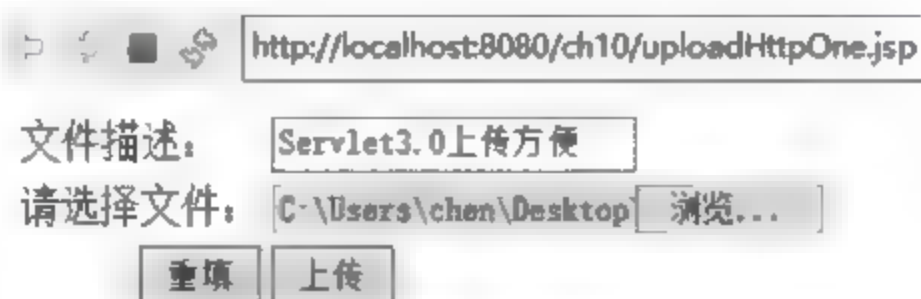 http://localhost:8080/ch10/uploadHttpOne.jsp
文件描述： Servlet3.0上传方便
请选择文件： C:\Users\chen\Desktop\ 浏览...
重填 上传